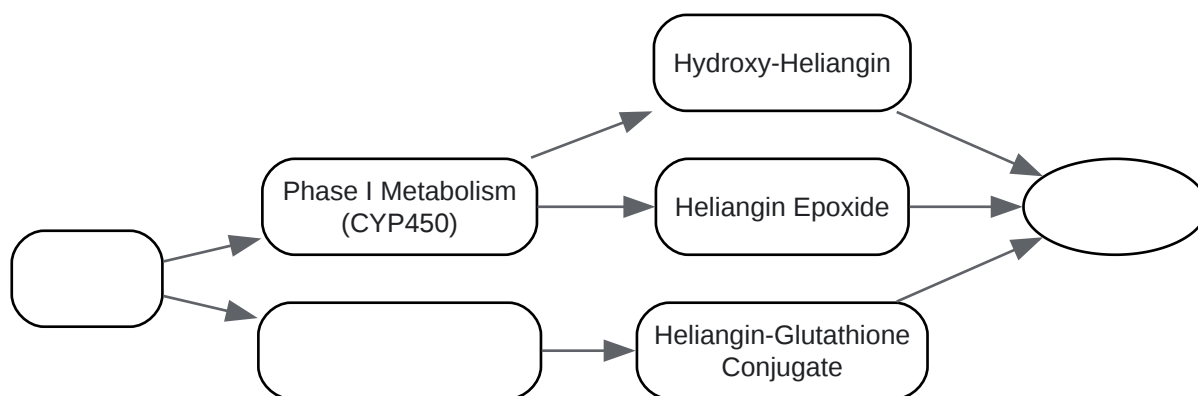 Hydroxy-Heliangin
Phase I Metabolism
(CYP450)
Heliangin Epoxide
Heliangin-Glutathione
Conjugate